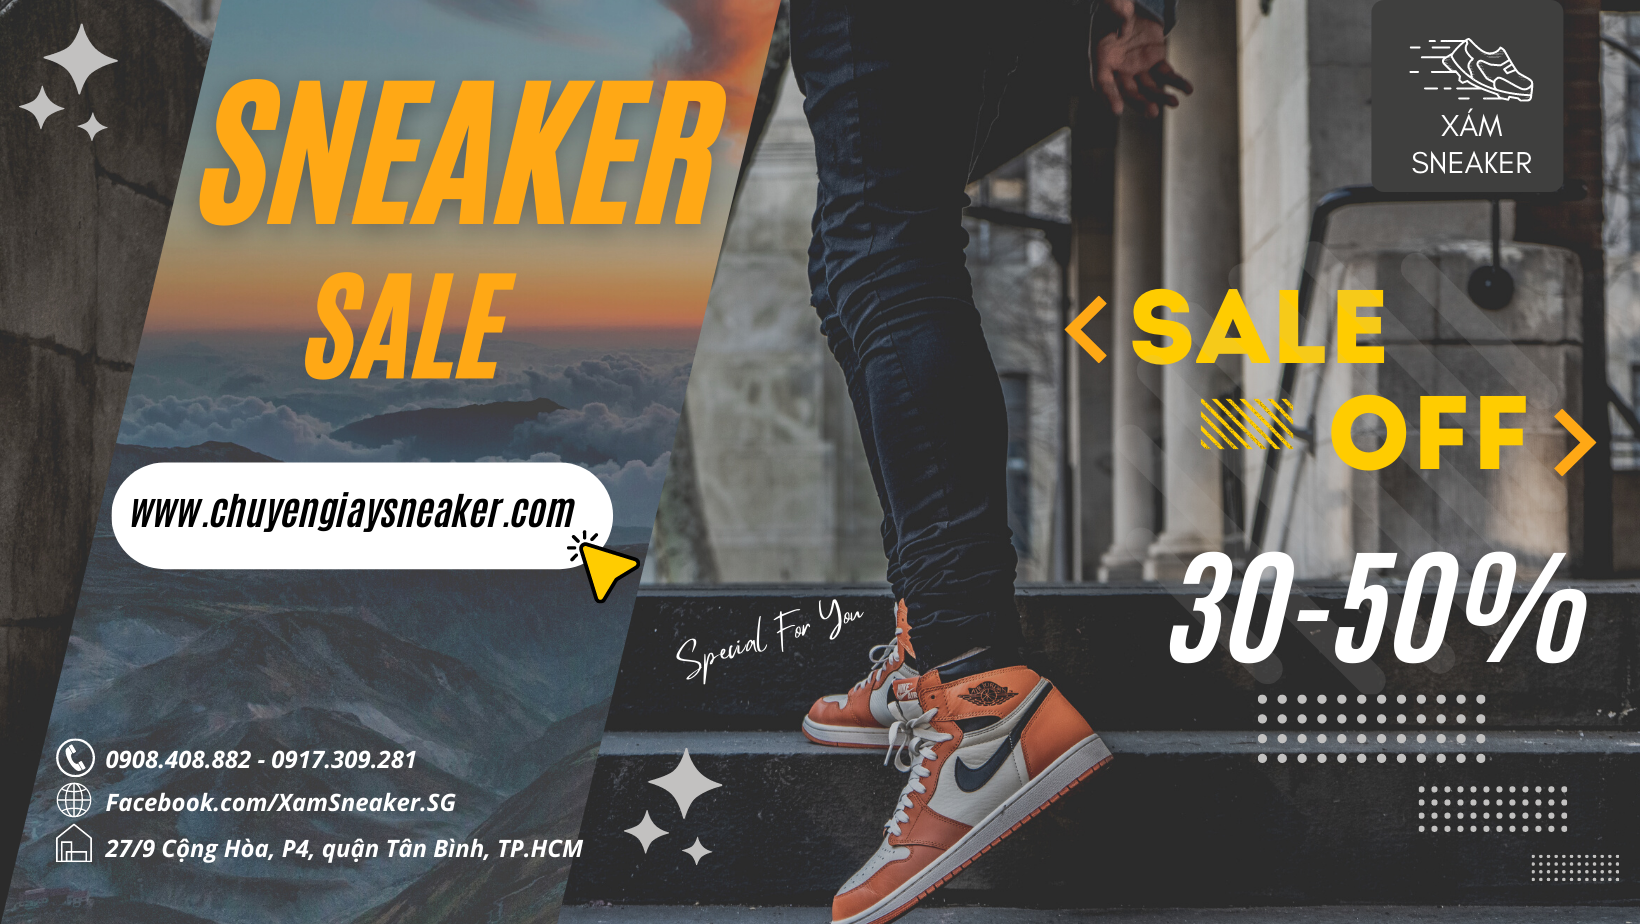 SNEAKER
SALE
www.chuyengiaysneaker.com
0908.408.882 - 0917.309.281
Facebook.com/XamSneaker.SG
27/9 Cộng Hòa, P4, quận Tân Bình, TP.HCM
Special For You
XÁM
SNEAKER
SALE
OFF
30-50%